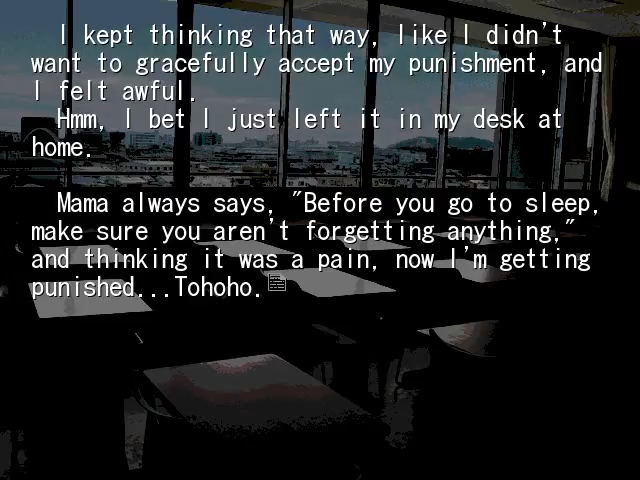 I kept thinking that way, like I didn't
want to gracefully accept my punishment, and
I felt awful.
Hmm, I bet I just left it in my desk at
home.
Mama always says, "Before you go to sleep,
make sure you aren't forgetting anything,"
and thinking it was a pain, now I'm getting
punished...Tohoho.